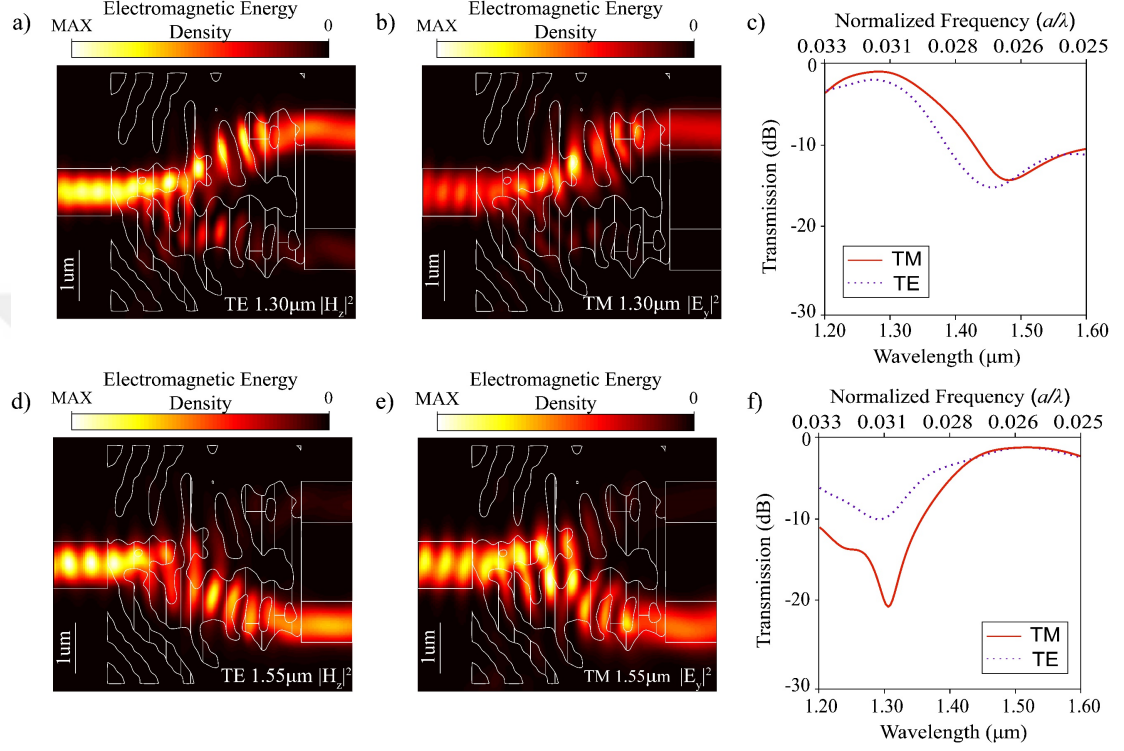 a)
Electromagnetic Energy
Density
MAX
0
1um
TE 1.30μm |H_z|²
b)
Electromagnetic Energy
Density
MAX
0
1um
TM 1.30μm |E_y|²
c)
Normalized Frequency (a/λ)
0.033 0.031 0.028 0.026 0.025
Transmission (dB)
0
-10
-20
-30
TM
TE
1.20 1.30 1.40 1.50 1.60
Wavelength (μm)
d)
Electromagnetic Energy
Density
MAX
0
1um
TE 1.55μm |H_z|²
e)
Electromagnetic Energy
Density
MAX
0
1um
TM 1.55μm |E_y|²
f)
Normalized Frequency (a/λ)
0.033 0.031 0.028 0.026 0.025
Transmission (dB)
0
-10
-20
-30
TM
TE
1.20 1.30 1.40 1.50 1.60
Wavelength (μm)